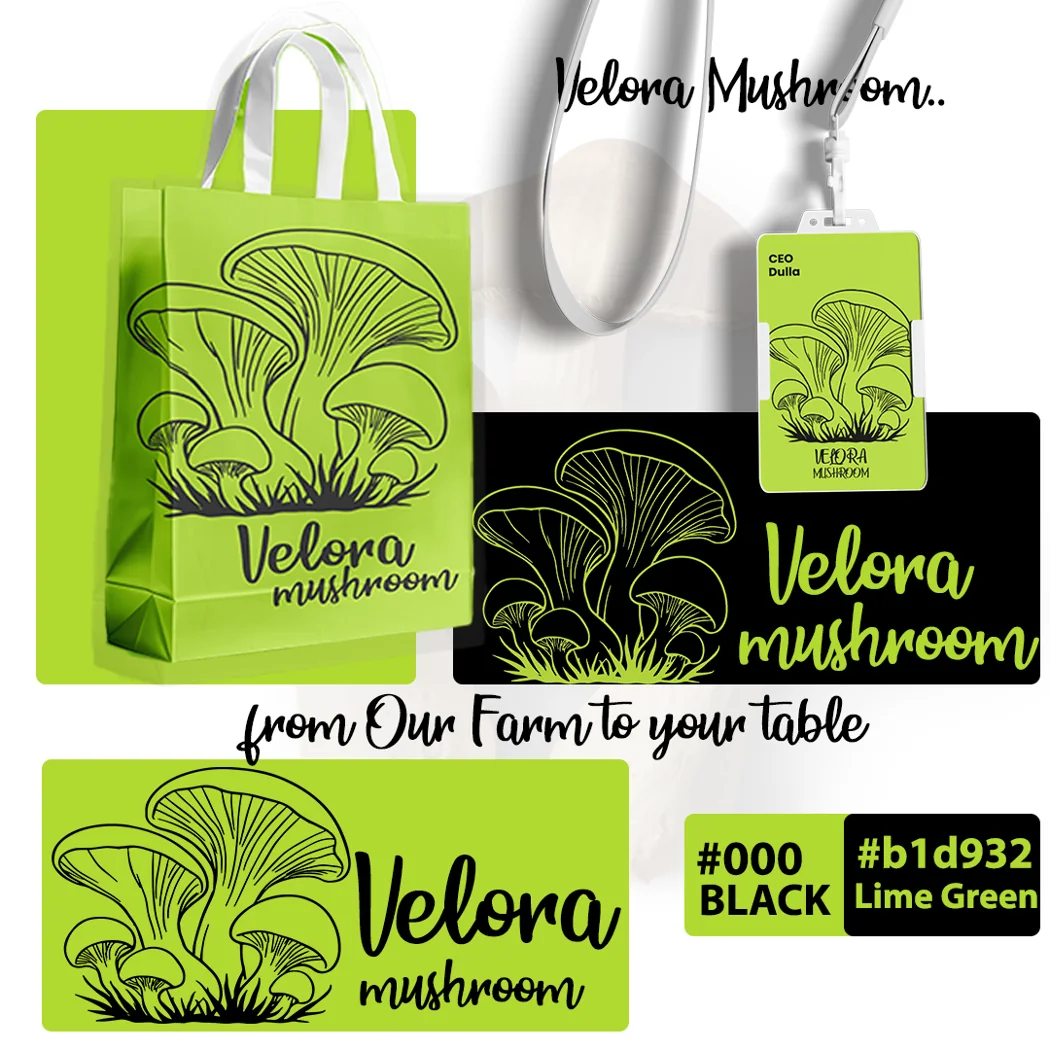 Velora Mushroom..
CEO
Dulla
VELORA
MUSHROOM
Velora
mushroom
Velora
mushroom
from Our Farm to your table
Velora
mushroom
#000
BLACK
#b1d932
Lime Green